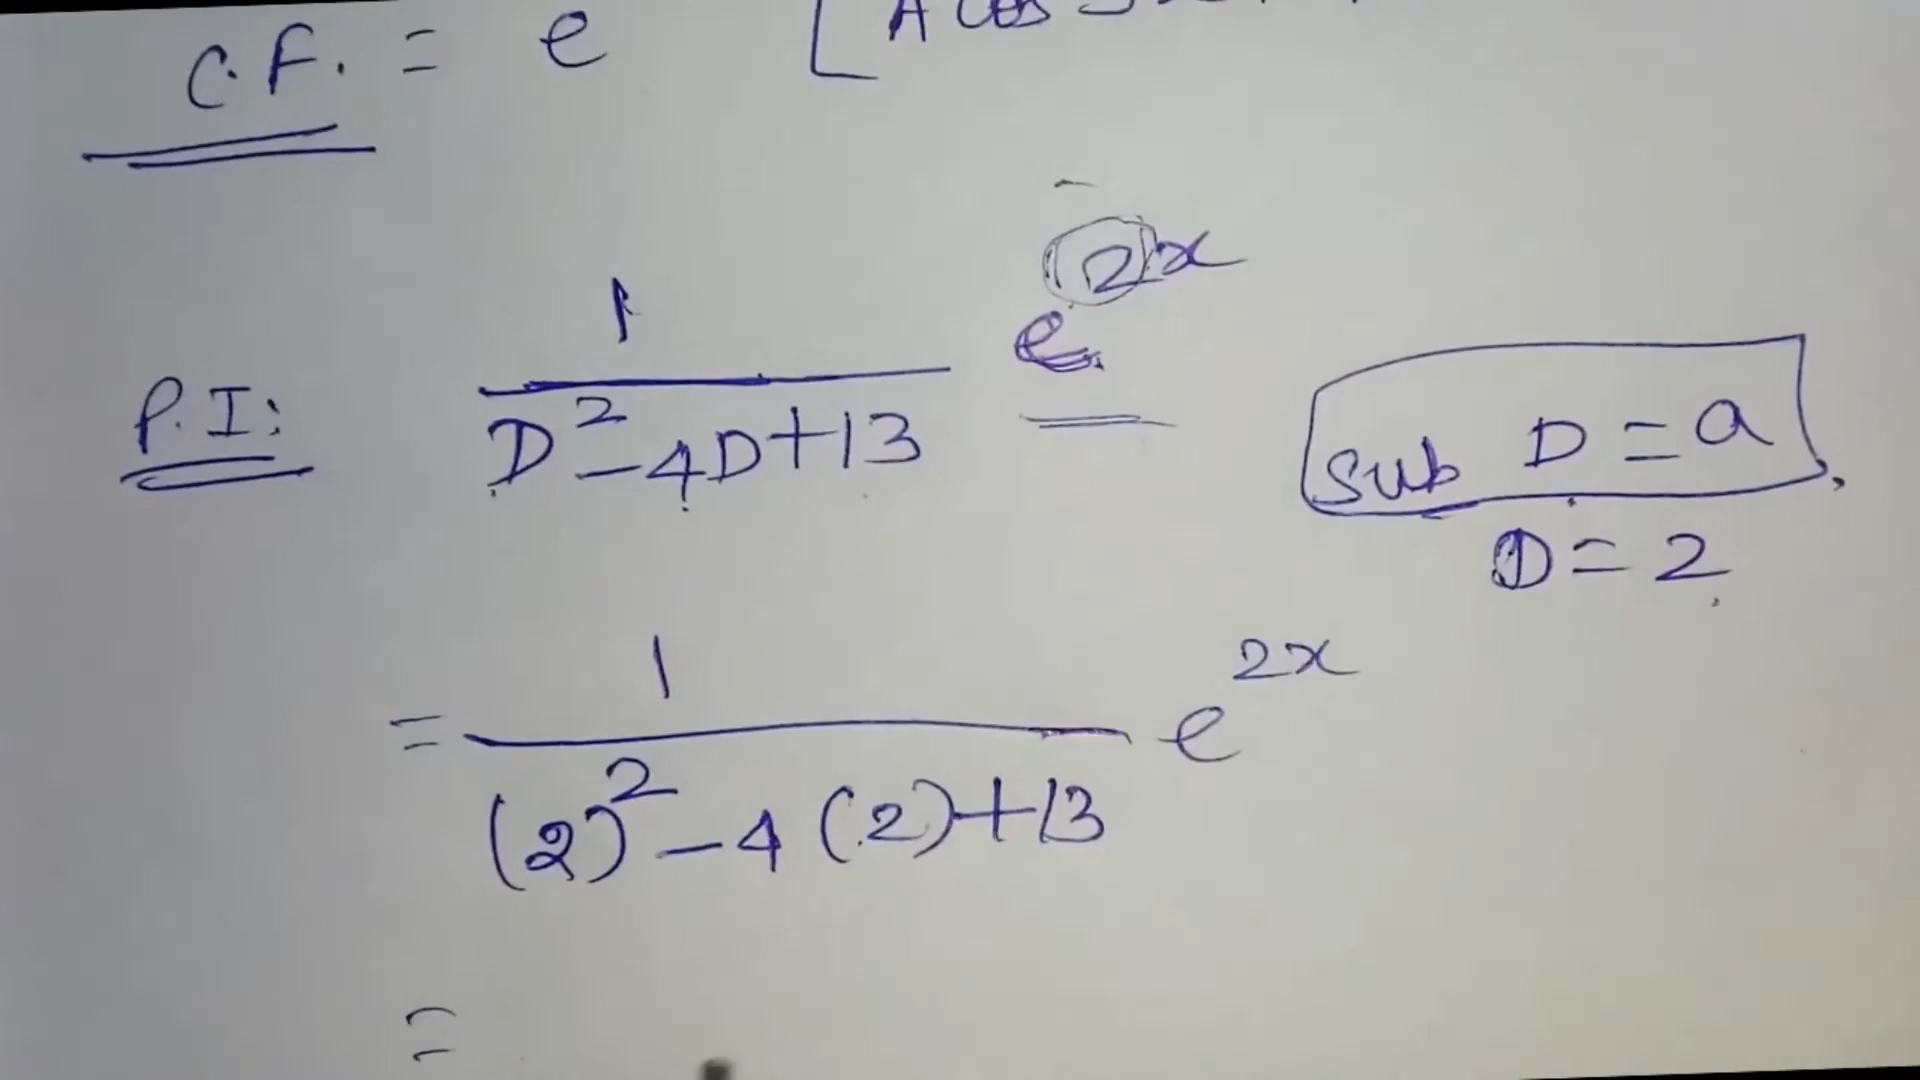 C.F. = e [A cos
P.I: 1/(D²-4D+13) e^2x
Sub D=a
D=2
= 1/((2)²-4(2)+13) e^2x
=